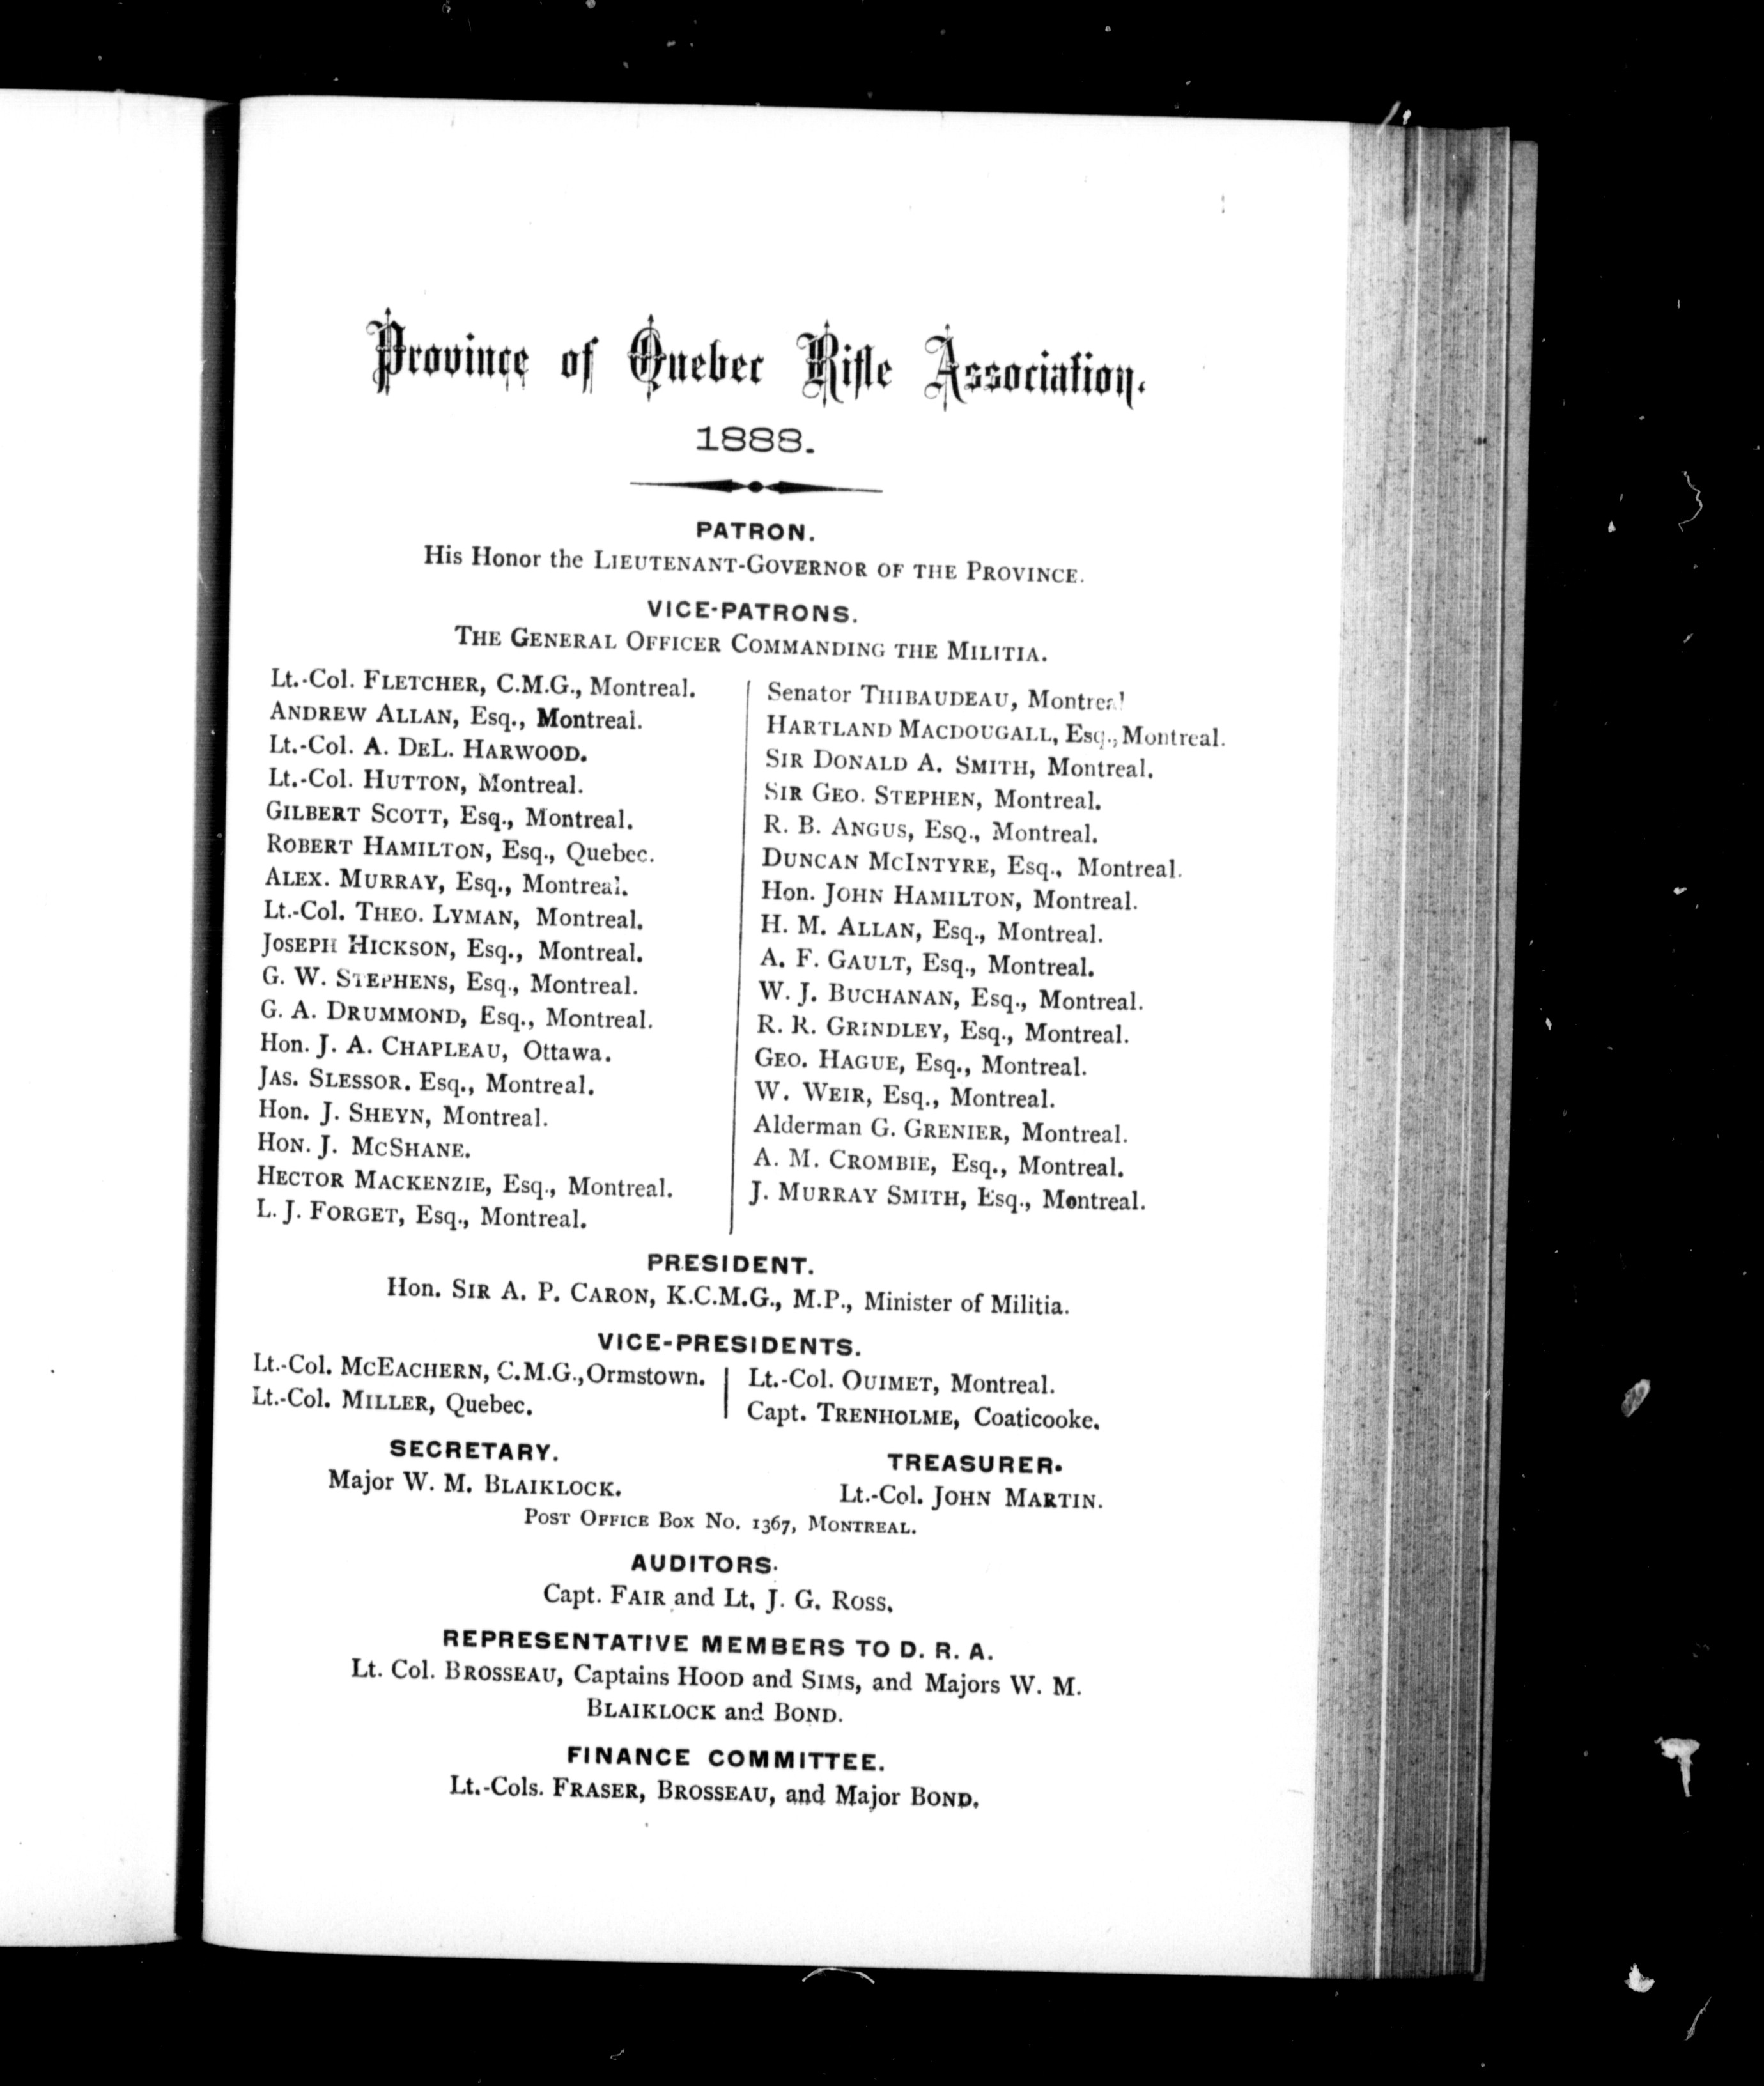 Province of Quebec Rifle Association.
1888.
PATRON.
His Honor the LIEUTENANT-GOVERNOR OF THE PROVINCE.
VICE-PATRONS.
THE GENERAL OFFICER COMMANDING THE MILITIA.
Lt.-Col. FLETCHER, C.M.G., Montreal.
ANDREW ALLAN, Esq., Montreal.
Lt.-Col. A. DEL. HARWOOD.
Lt.-Col. HUTTON, Montreal.
GILBERT SCOTT, Esq., Montreal.
ROBERT HAMILTON, Esq., Quebec.
ALEX. MURRAY, Esq., Montreal.
Lt.-Col. THEO. LYMAN, Montreal.
JOSEPH HICKSON, Esq., Montreal.
G. W. STEPHENS, Esq., Montreal.
G. A. DRUMMOND, Esq., Montreal.
Hon. J. A. CHAPLEAU, Ottawa.
JAS. SLESSOR. Esq., Montreal.
Hon. J. SHEYN, Montreal.
HON. J. MCSHANE.
HECTOR MACKENZIE, Esq., Montreal.
L. J. FORGET, Esq., Montreal.
Senator THIBAUDEAU, Montreal
HARTLAND MACDOUGALL, Esq., Montreal.
SIR DONALD A. SMITH, Montreal.
SIR GEO. STEPHEN, Montreal.
R. B. ANGUS, ESQ., Montreal.
DUNCAN MCINTYRE, Esq., Montreal.
Hon. JOHN HAMILTON, Montreal.
H. M. ALLAN, Esq., Montreal.
A. F. GAULT, Esq., Montreal.
W. J. BUCHANAN, Esq., Montreal.
R. R. GRINDLEY, Esq., Montreal.
GEO. HAGUE, Esq., Montreal.
W. WEIR, Esq., Montreal.
Alderman G. GRENIER, Montreal.
A. M. CROMBIE, Esq., Montreal.
J. MURRAY SMITH, Esq., Montreal.
PRESIDENT.
Hon. SIR A. P. CARON, K.C.M.G., M.P., Minister of Militia.
VICE-PRESIDENTS.
Lt.-Col. MCEACHERN, C.M.G., Ormstown.
Lt.-Col. MILLER, Quebec.
Lt.-Col. OUIMET, Montreal.
Capt. TRENHOLME, Coaticooke.
SECRETARY.
Major W. M. BLAIKLOCK.
TREASURER.
Lt.-Col. JOHN MARTIN.
POST OFFICE BOX NO. 1367, MONTREAL.
AUDITORS.
Capt. FAIR and Lt. J. G. ROSS.
REPRESENTATIVE MEMBERS TO D. R. A.
Lt. Col. BROSSEAU, Captains HOOD and SIMS, and Majors W. M.
BLAIKLOCK and BOND.
FINANCE COMMITTEE.
Lt.-Cols. FRASER, BROSSEAU, and Major BOND.